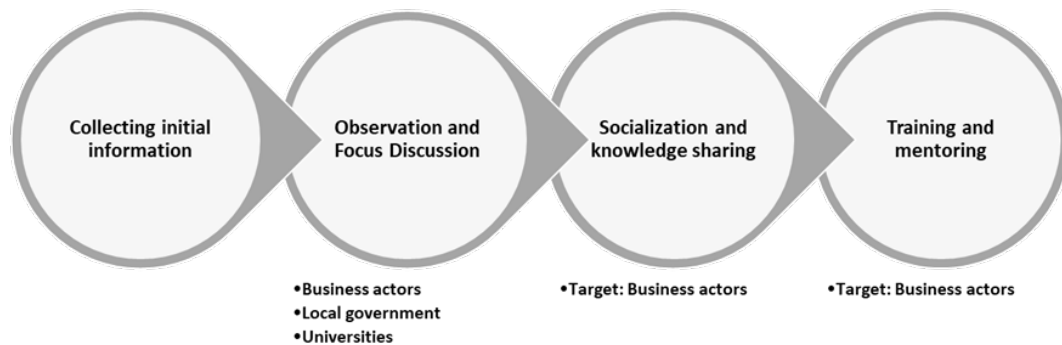 Collecting initial
information
Observation and
Focus Discussion
Socialization and
knowledge sharing
Training and
mentoring
•Business actors
•Local government
•Universities
•Target: Business actors
•Target: Business actors